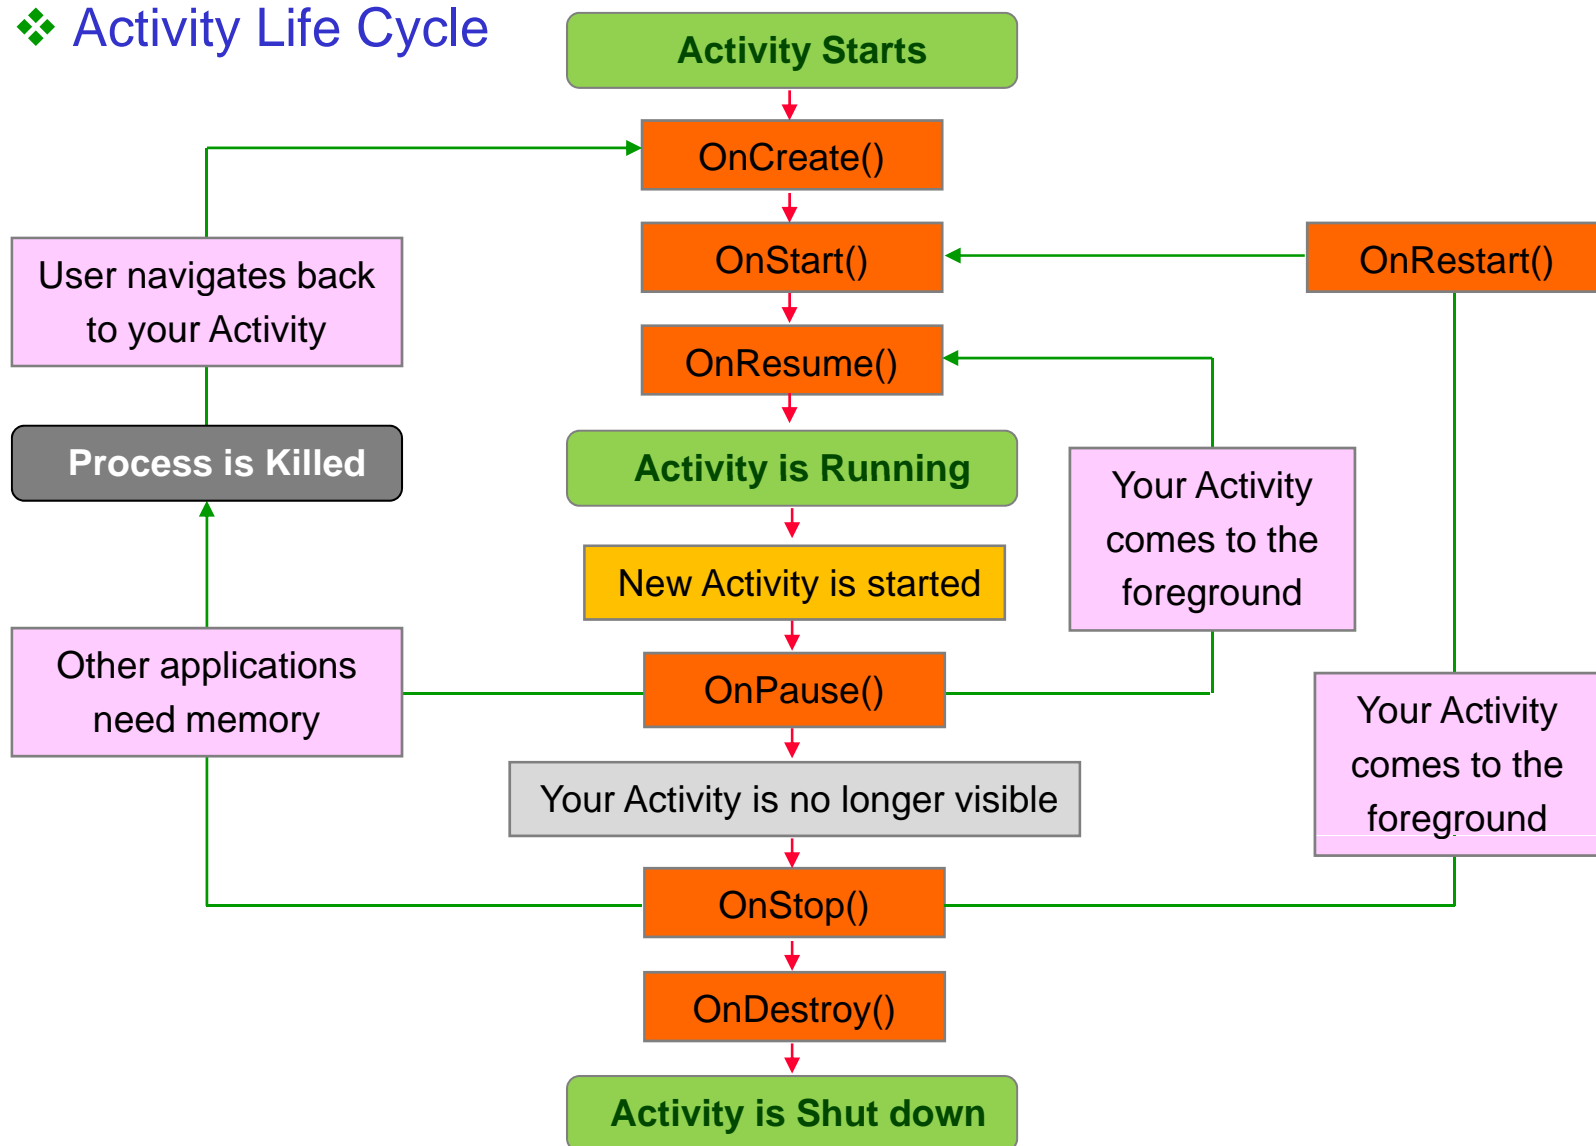 Activity Life Cycle
Activity Starts
OnCreate()
OnStart()
OnRestart()
User navigates back
to your Activity
OnResume()
Process is Killed
Activity is Running
Your Activity
comes to the
foreground
New Activity is started
Other applications
need memory
OnPause()
Your Activity
comes to the
foreground
Your Activity is no longer visible
OnStop()
OnDestroy()
Activity is Shut down